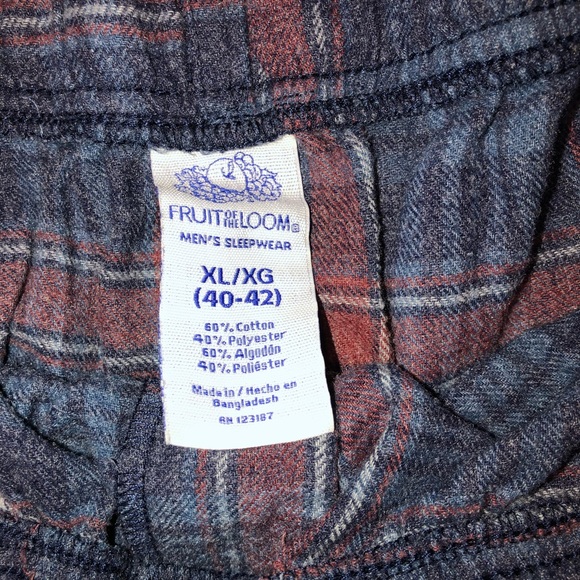 FRUIT OF THE LOOM®
MEN'S SLEEPWEAR
XL/XG
(40-42)
60% Cotton
40% Polyester
60% Algodón
40% Poliéster
Made in / Hecho en
Bangladesh
RN 123187